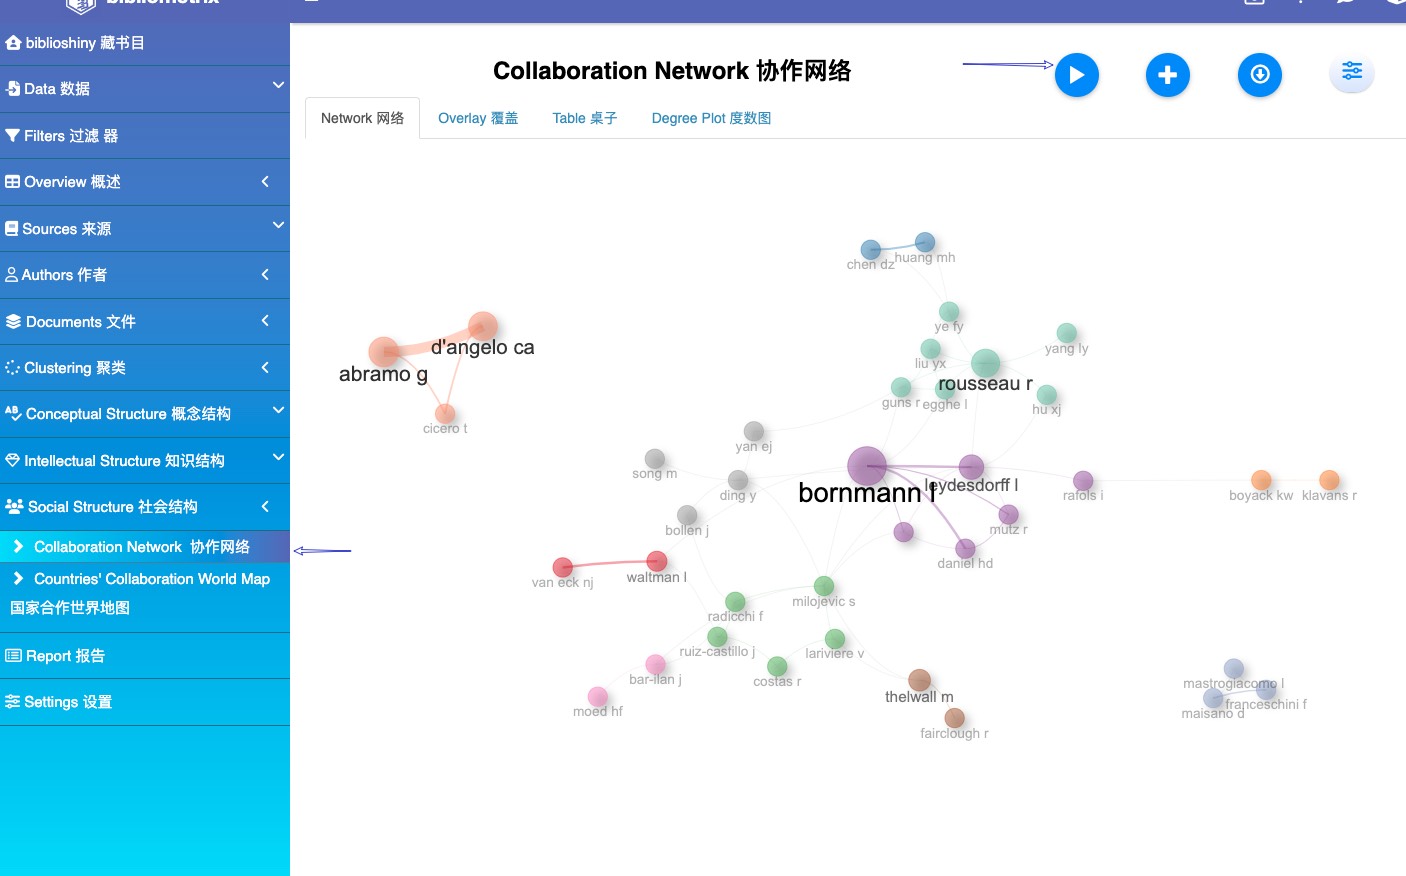 bibliometrix
biblioshiny 藏书目
Data 数据
Filters 过滤 器
Overview 概述
Sources 来源
Authors 作者
Documents 文件
Clustering 聚类
Conceptual Structure 概念结构
Intellectual Structure 知识结构
Social Structure 社会结构
Collaboration Network 协作网络
Countries' Collaboration World Map
国家合作世界地图
Report 报告
Settings 设置
Collaboration Network 协作网络
Network 网络
Overlay 覆盖
Table 桌子
Degree Plot 度数图
chen dz
huang mh
ye fy
yang ly
liu yx
rousseau r
guns r
egghe l
hu xj
d'angelo ca
abramo g
cicero t
yan ej
song m
ding y
bornmann l
leydesdorff l
rafols i
boyack kw
klavans r
bollen j
mutz r
daniel hd
van eck nj
waltman l
milojevic s
radicchi f
ruiz-castillo j
lariviere v
bar-ilan j
costas r
moed hf
thelwall m
fairclough r
mastrogiacomo l
franceschini f
maisano d